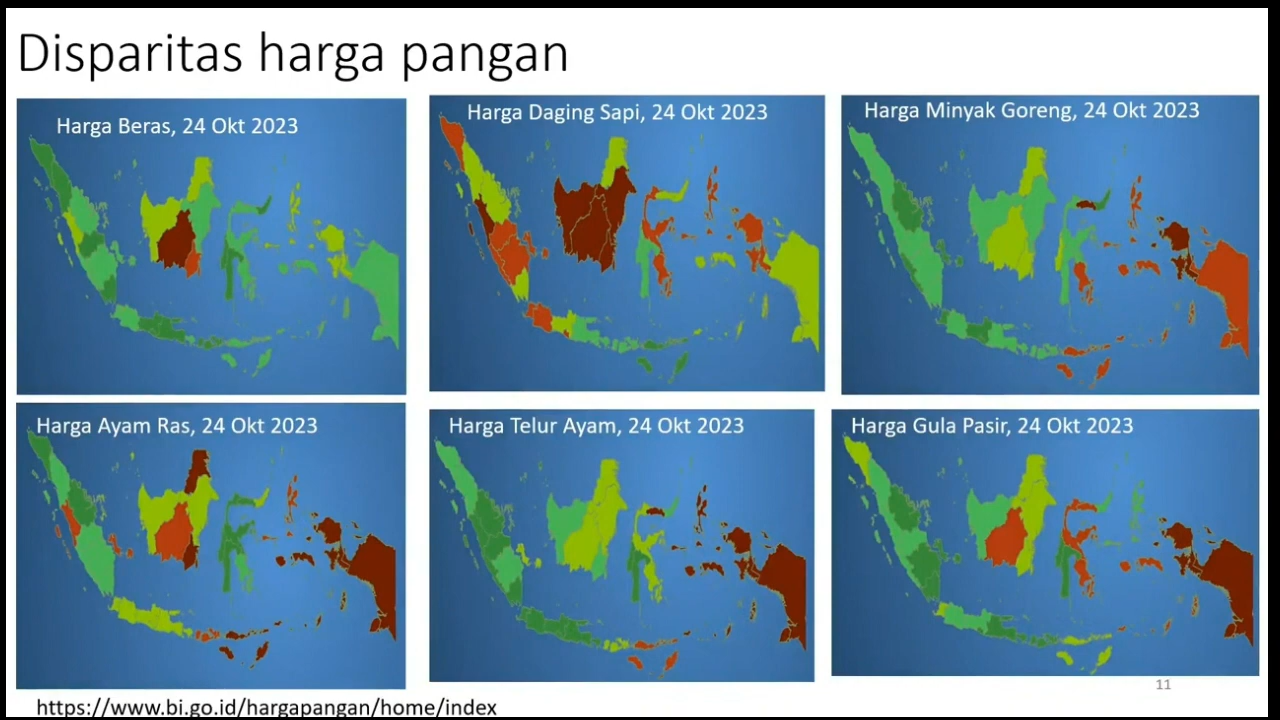 Disparitas harga pangan
Harga Beras, 24 Okt 2023
Harga Daging Sapi, 24 Okt 2023
Harga Minyak Goreng, 24 Okt 2023
Harga Ayam Ras, 24 Okt 2023
Harga Telur Ayam, 24 Okt 2023
Harga Gula Pasir, 24 Okt 2023
11
https://www.bi.go.id/hargapangan/home/index